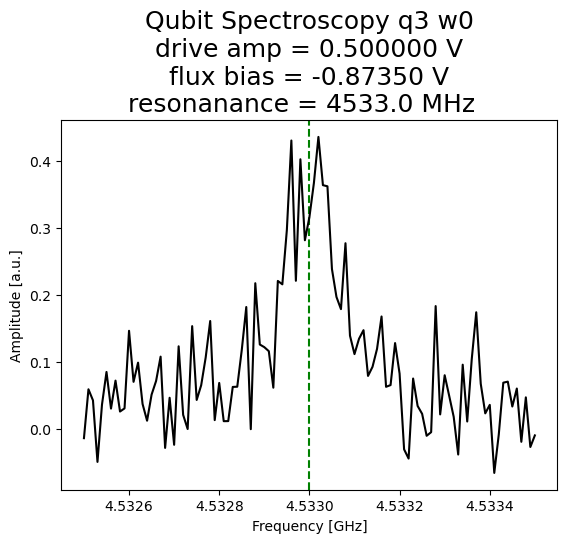 Qubit Spectroscopy q3 w0
drive amp = 0.500000 V
flux bias = -0.87350 V
resonanance = 4533.0 MHz
0.4
0.3
0.2
0.1
0.0
Amplitude [a.u.]
4.5326
4.5328
4.5330
4.5332
4.5334
Frequency [GHz]